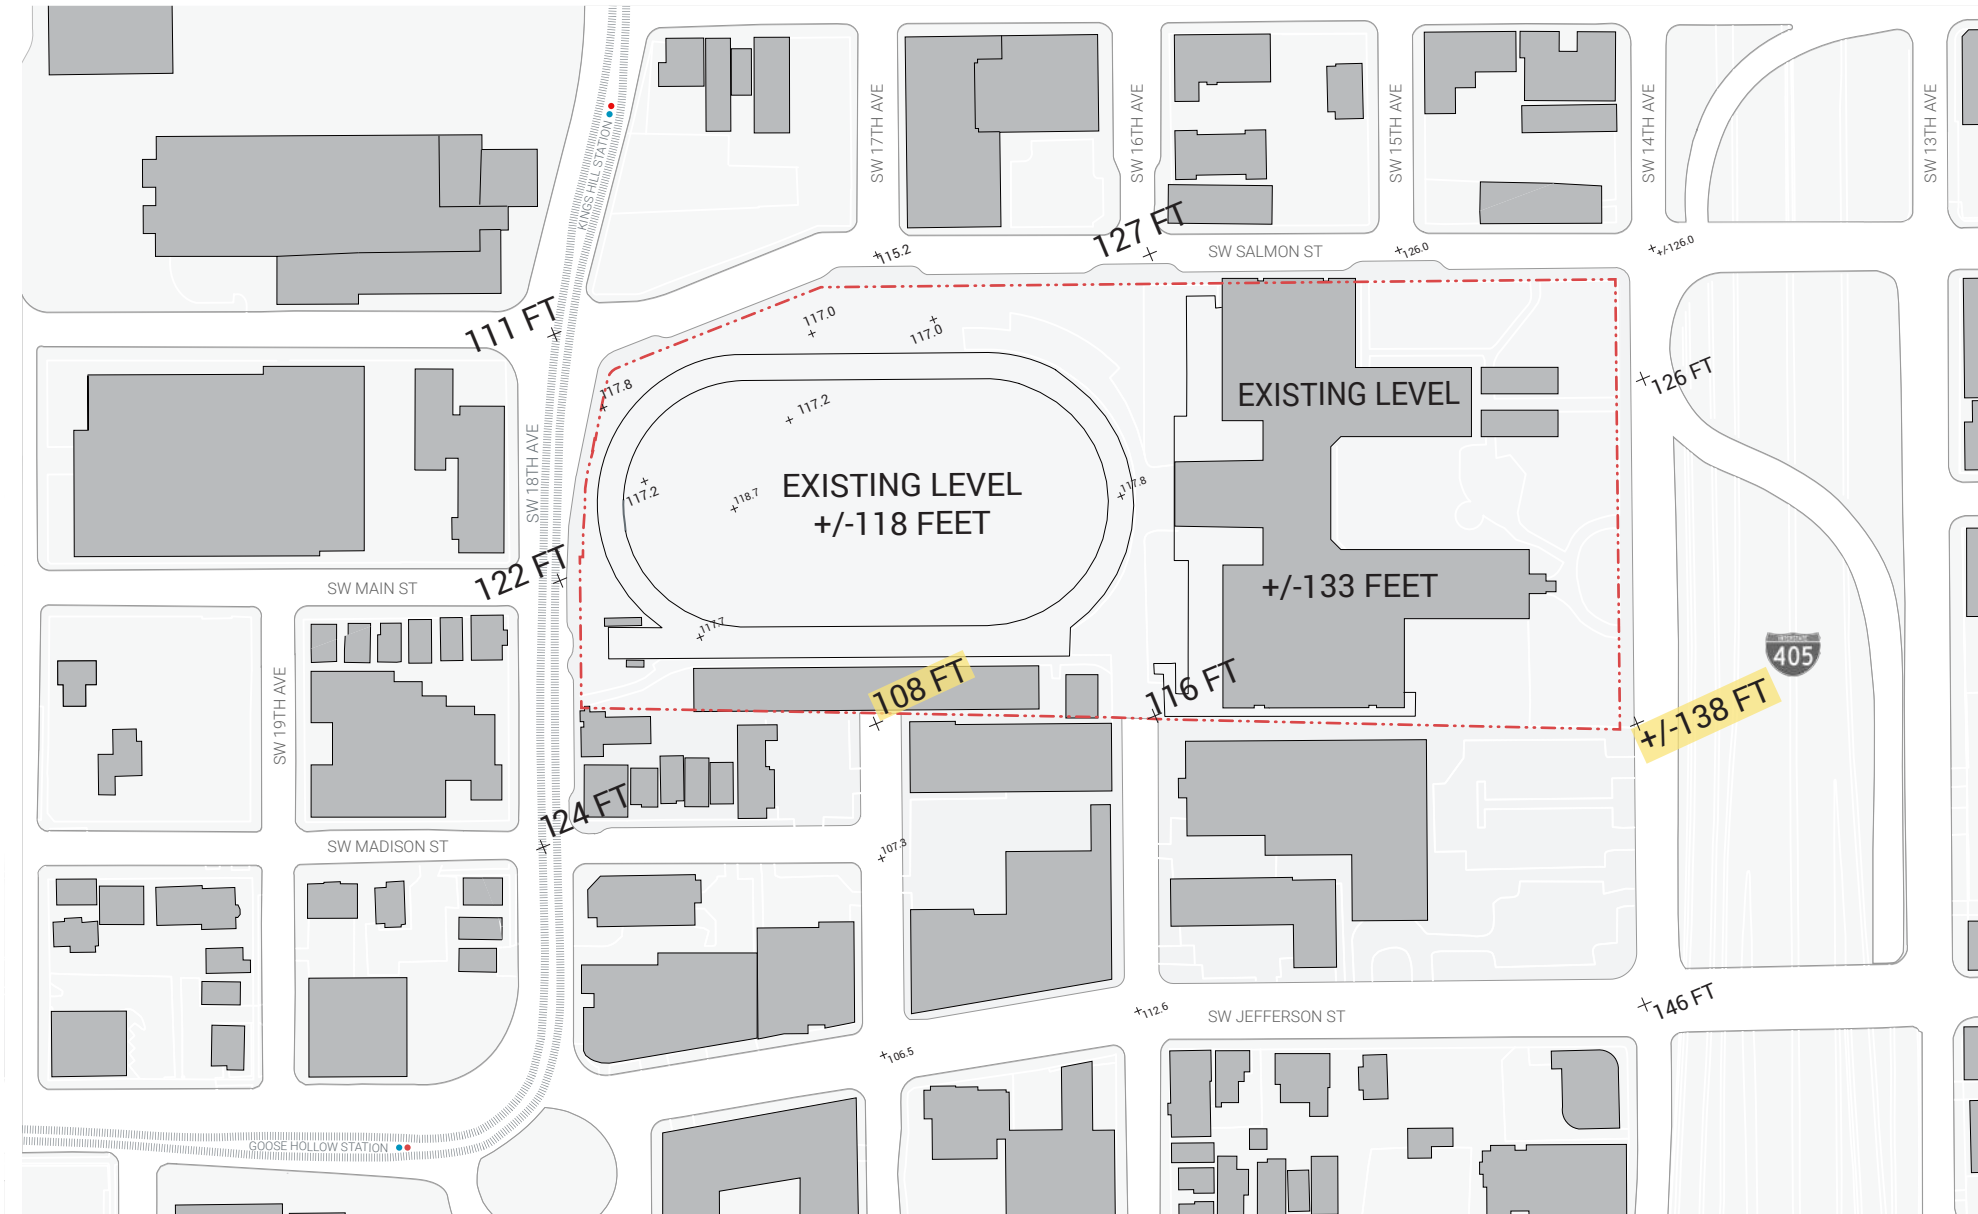 SW 17TH AVE
SW 16TH AVE
SW 15TH AVE
SW 14TH AVE
SW 13TH AVE
KINGS HILL STATION
127 FT
115.2
SW SALMON ST
126.0
+/-126.0
111 FT
117.0
117.0
117.8
126 FT
117.2
EXISTING LEVEL
SW 18TH AVE
117.2
118.7
EXISTING LEVEL
+/-118 FEET
117.8
122 FT
SW MAIN ST
+/-133 FEET
117.7
405
108 FT
116 FT
+/-138 FT
SW 19TH AVE
124 FT
SW MADISON ST
107.3
112.6
SW JEFFERSON ST
146 FT
106.5
GOOSE HOLLOW STATION